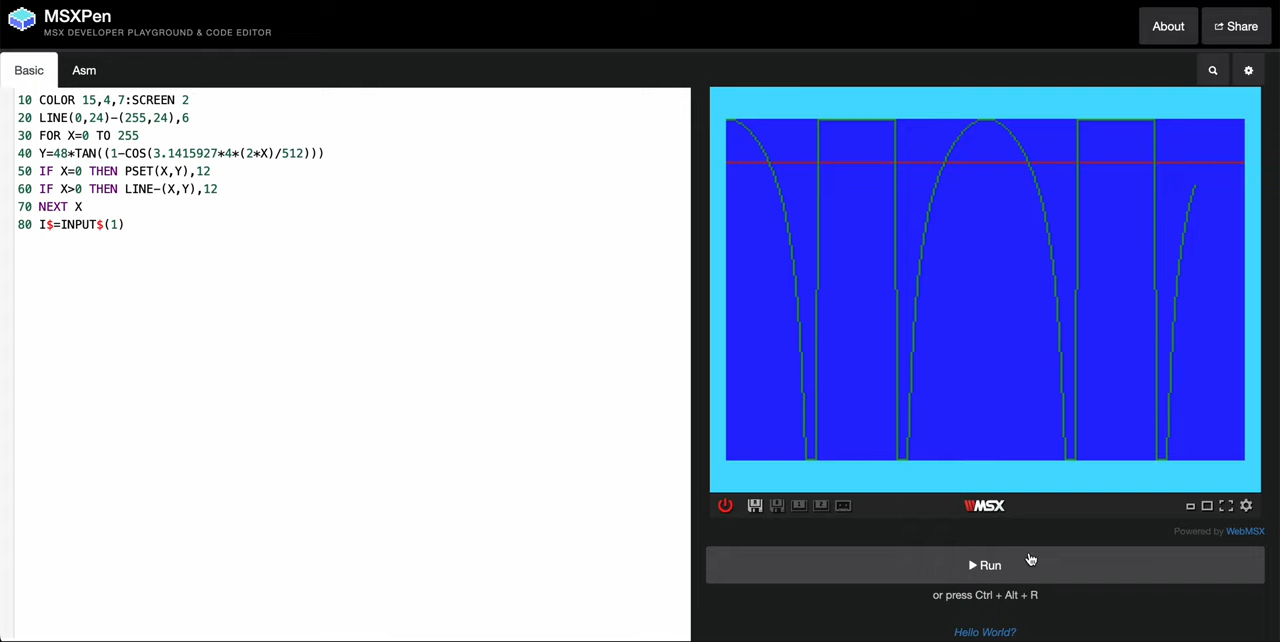 MSXPen
MSX DEVELOPER PLAYGROUND & CODE EDITOR
About
Share
Basic
Asm
10 COLOR 15,4,7:SCREEN 2
20 LINE(0,24)-(255,24),6
30 FOR X=0 TO 255
40 Y=48*TAN((1-COS(3.1415927*4*(2*X)/512)))
50 IF X=0 THEN PSET(X,Y),12
60 IF X>0 THEN LINE-(X,Y),12
70 NEXT X
80 I$=INPUT$(1)
MSX
Powered by WebMSX
Run
or press Ctrl + Alt + R
Hello World?